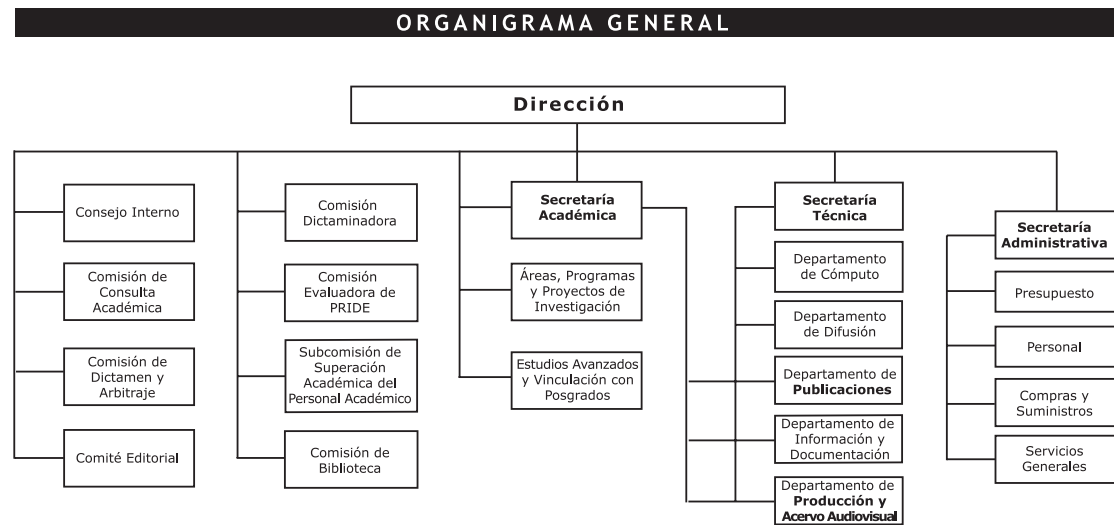 ORGANIGRAMA GENERAL
Dirección
Consejo Interno
Comisión de
Consulta
Académica
Comisión de
Dictamen y
Arbitraje
Comité Editorial
Comisión
Dictaminadora
Comisión
Evaluadora de
PRIDE
Subcomisión de
Superación
Académica del
Personal Académico
Comisión de
Biblioteca
Secretaría
Académica
Áreas, Programas
y Proyectos de
Investigación
Estudios Avanzados
y Vinculación con
Posgrados
Secretaría
Técnica
Departamento
de Cómputo
Departamento
de Difusión
Departamento de
Publicaciones
Departamento de
Información y
Documentación
Departamento de
Producción y
Acervo Audiovisual
Secretaría
Administrativa
Presupuesto
Personal
Compras y
Suministros
Servicios
Generales